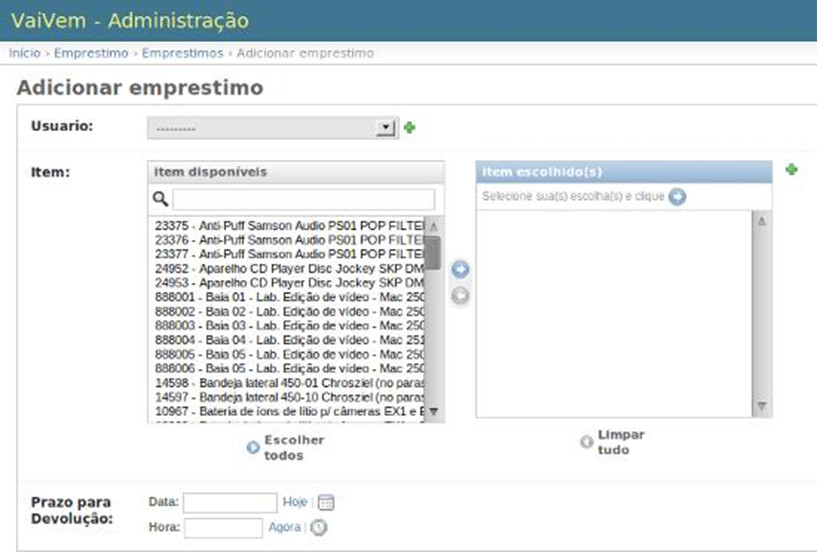 VaiVem - Administração
Início › Emprestimo › Emprestimos › Adicionar emprestimo
Adicionar emprestimo
Usuario:
---------
Item:
item disponíveis
23375 - Anti-Puff Samson Audio PS01 POP FILTE
23376 - Anti-Puff Samson Audio PS01 POP FILTE
23377 - Anti-Puff Samson Audio PS01 POP FILTE
24952 - Aparelho CD Player Disc Jockey SKP DM
24953 - Aparelho CD Player Disc Jockey SKP DM
888001 - Baia 01 - Lab. Edição de vídeo - Mac 250
888002 - Baia 02 - Lab. Edição de vídeo - Mac 250
888003 - Baia 03 - Lab. Edição de vídeo - Mac 250
888004 - Baia 04 - Lab. Edição de vídeo - Mac 251
888005 - Baia 05 - Lab. Edição de vídeo - Mac 250
888006 - Baia 05 - Lab. Edição de vídeo - Mac 250
14598 - Bandeja lateral 450-01 Chrosziel (no paras
14597 - Bandeja lateral 450-10 Chrosziel (no paras
10967 - Bateria de íons de lítio p/ câmeras EX1 e E
Escolher todos
item escolhido(s)
Selecione sua(s) escolha(s) e clique
Limpar tudo
Prazo para Devolução:
Data:
Hoje
Hora:
Agora